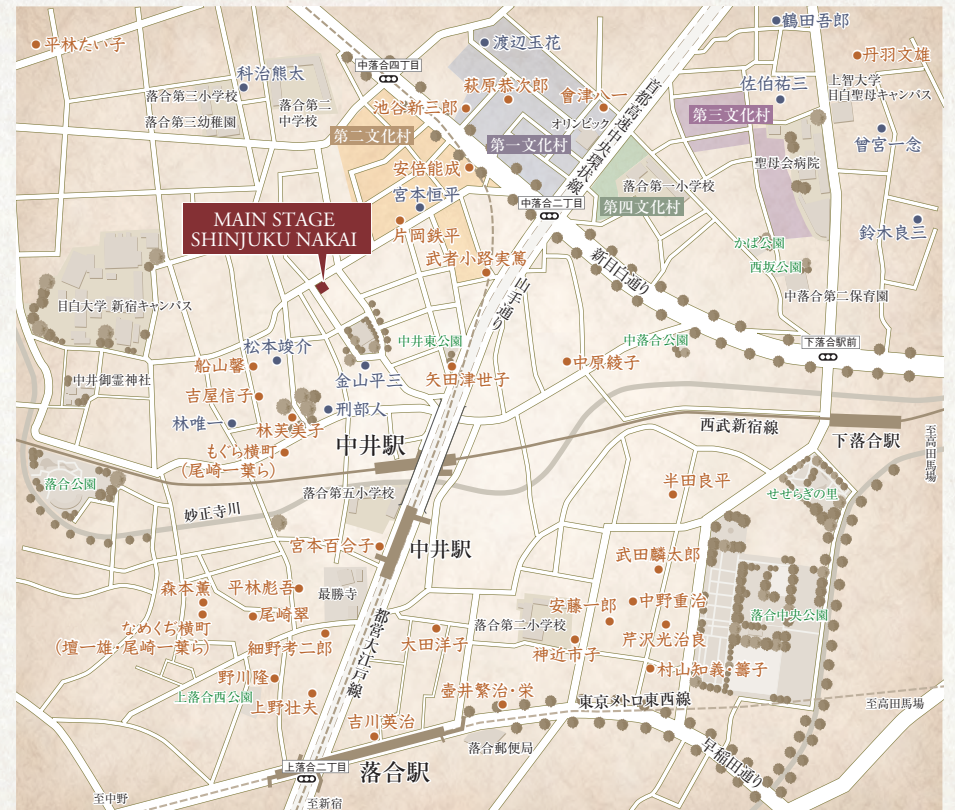 鶴田吾郎
渡辺玉花
平林たい子
丹羽文雄
中落合四丁目
科治熊太
萩原恭次郎
佐伯祐三
上智大学
目白聖母キャンパス
落合第三小学校
落合第二
中学校
池谷新三郎
會津八一
首都高速中央環状線
落合第三幼稚園
オリンピック
第三文化村
第二文化村
第一文化村
曾宮一念
安倍能成
聖母会病院
宮本恒平
落合第一小学校
中落合二丁目
第四文化村
MAIN STAGE
SHINJUKU NAKAI
片岡鉄平
鈴木良三
かば公園
武者小路実篤
新目白通り
西坂公園
山手通り
中落合第二保育園
目白大学 新宿キャンパス
中井東公園
中落合公園
下落合駅前
松本竣介
船山馨
中原綾子
中井御霊神社
金山平三
矢田津世子
吉屋信子
刑部人
林唯一
林芙美子
西武新宿線
下落合駅
至高田馬場
中井駅
もぐら横町
(尾崎一葉ら)
落合公園
半田良平
落合第五小学校
せせらぎの里
妙正寺川
宮本百合子
中井駅
武田麟太郎
森本薫
平林彪吾
最勝寺
安藤一郎
中野重治
尾崎翠
落合中央公園
なめくぢ横町
(壇一雄・尾崎一葉ら)
細野考二郎
都営大江戸線
大田洋子
落合第二小学校
神近市子
芹沢光治良
野川隆
村山知義・籌子
上落合西公園
上野壮夫
壺井繁治・栄
東京メトロ東西線
至高田馬場
吉川英治
落合郵便局
早稲田通り
上落合二丁目
落合駅
至中野
至新宿